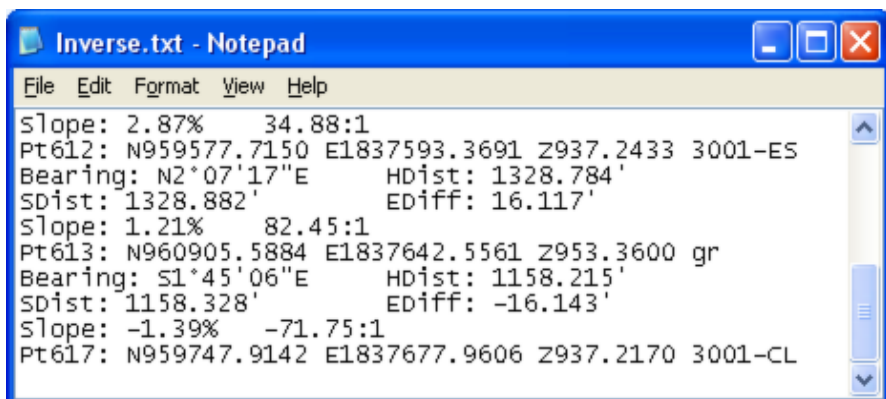 Inverse.txt - Notepad
File Edit Format View Help
Slope: 2.87% 34.88:1
Pt612: N959577.7150 E1837593.3691 Z937.2433 3001-ES
Bearing: N2°07'17"E HDist: 1328.784'
SDist: 1328.882' EDiff: 16.117'
Slope: 1.21% 82.45:1
Pt613: N960905.5884 E1837642.5561 Z953.3600 gr
Bearing: S1°45'06"E HDist: 1158.215'
SDist: 1158.328' EDiff: -16.143'
Slope: -1.39% -71.75:1
Pt617: N959747.9142 E1837677.9606 Z937.2170 3001-CL